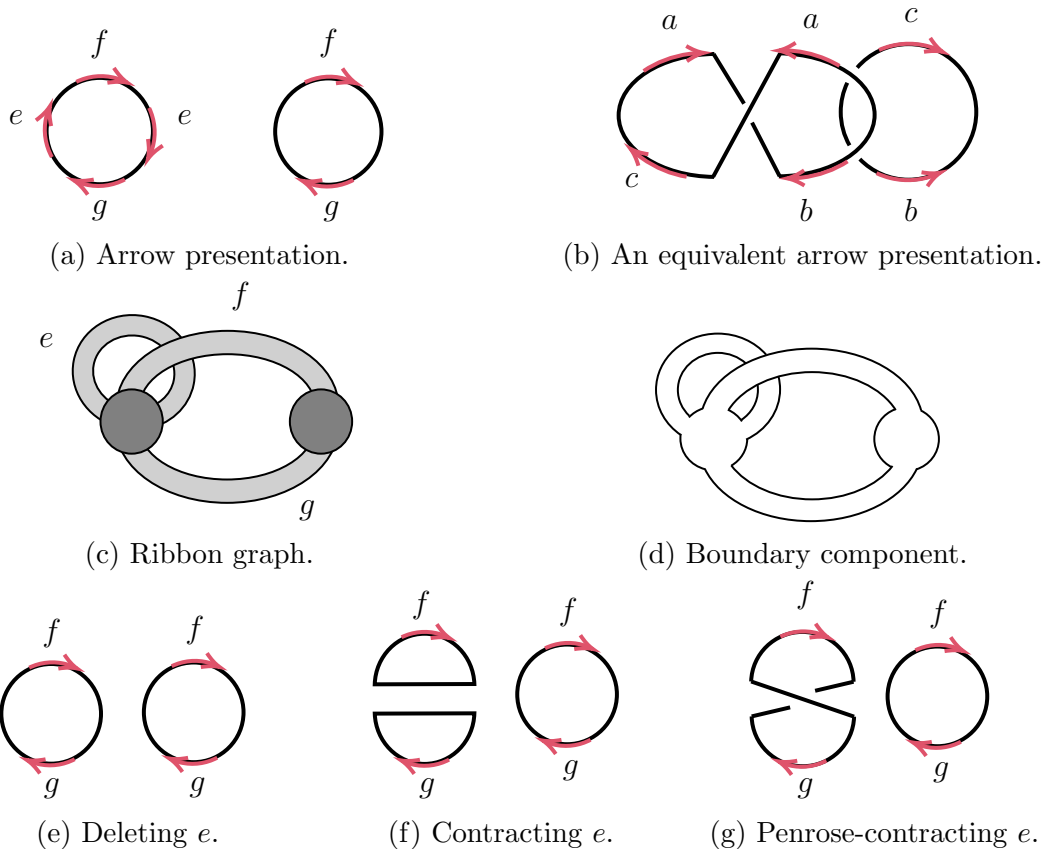 f f
e e
g g
(a) Arrow presentation.
a a c
c b b
(b) An equivalent arrow presentation.
f
e
g
(c) Ribbon graph.
(d) Boundary component.
f f
g g
(e) Deleting e.
f f
g g
(f) Contracting e.
f f
g g
(g) Penrose-contracting e.